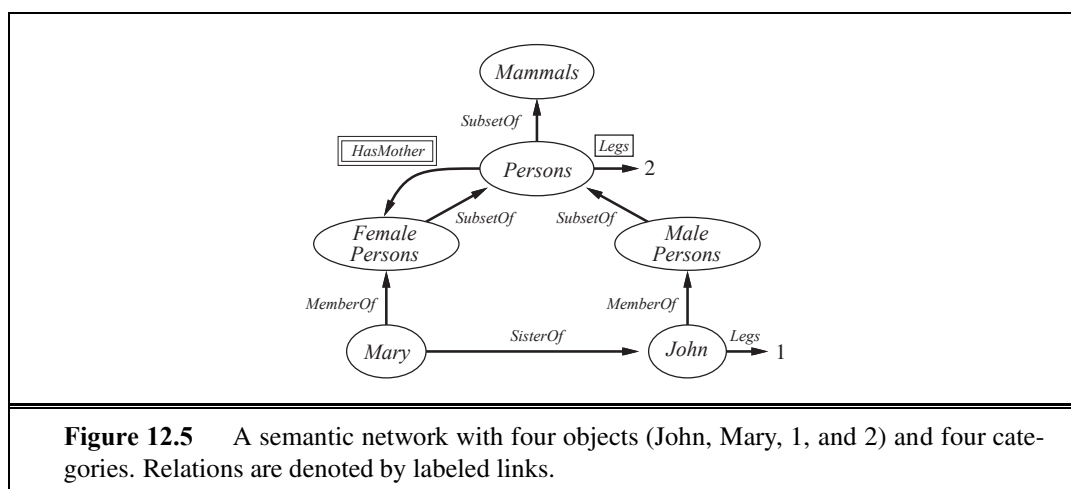 Mammals
SubsetOf
HasMother
Legs
Persons
2
SubsetOf
SubsetOf
Female
Persons
Male
Persons
MemberOf
MemberOf
Mary
SisterOf
John
Legs
1
Figure 12.5 A semantic network with four objects (John, Mary, 1, and 2) and four cate-
gories. Relations are denoted by labeled links.